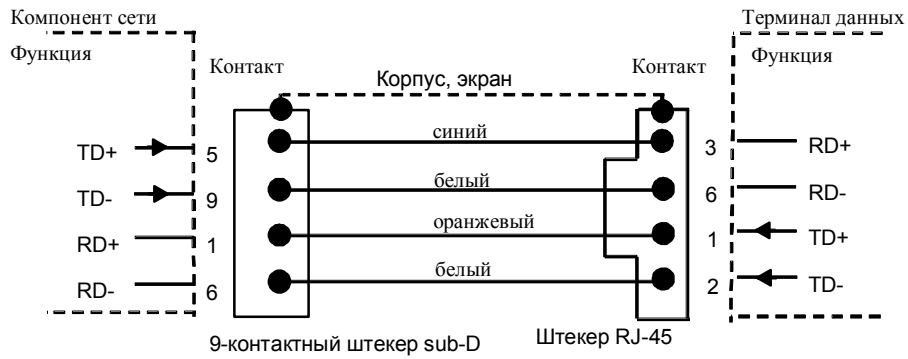 Компонент сети
Терминал данных
Функция
Функция
Контакт
Корпус, экран
Контакт
синий
TD+
5
3
RD+
белый
TD-
9
6
RD-
оранжевый
RD+
1
1
TD+
белый
RD-
6
2
TD-
9-контактный штекер sub-D
Штекер RJ-45